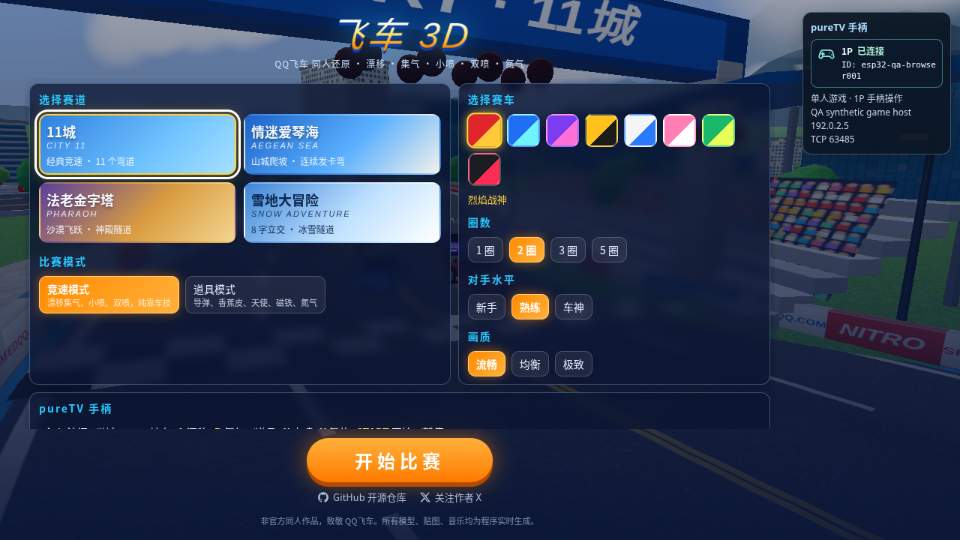 11城
飞车 3D
QQ飞车 同人还原 · 漂移 · 集气 · 小喷 · 双喷 · 氮气
选择赛道
11城
CITY 11
经典竞速 · 11 个弯道
情迷爱琴海
AEGEAN SEA
山城爬坡 · 连续发卡弯
法老金字塔
PHARAOH
沙漠飞跃 · 神殿隧道
雪地大冒险
SNOW ADVENTURE
8 字立交 · 冰雪隧道
比赛模式
竞速模式
漂移集气、小喷、双喷，纯靠车技
道具模式
导弹、香蕉皮、天使、磁铁、氮气
选择赛车
烈焰战神
圈数
1 圈 2 圈 3 圈 5 圈
对手水平
新手 熟练 车神
画质
流畅 均衡 极致
pureTV 手柄
1P 已连接
ID: esp32-qa-browse
r001
单人游戏 · 1P 手柄操作
QA synthetic game host
192.0.2.5
TCP 63485
NITRO
pureTV 手柄
开始比赛
GitHub 开源仓库 关注作者 X
非官方同人作品，致敬 QQ飞车。所有模型、贴图、音乐均为程序实时生成。